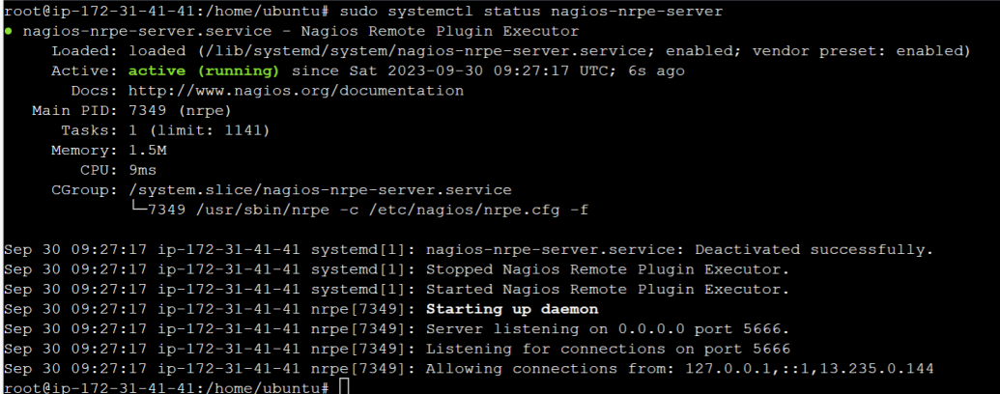 root@ip-172-31-41-41:/home/ubuntu# sudo systemctl status nagios-nrpe-server
● nagios-nrpe-server.service - Nagios Remote Plugin Executor
     Loaded: loaded (/lib/systemd/system/nagios-nrpe-server.service; enabled; vendor preset: enabled)
     Active: active (running) since Sat 2023-09-30 09:27:17 UTC; 6s ago
       Docs: http://www.nagios.org/documentation
   Main PID: 7349 (nrpe)
      Tasks: 1 (limit: 1141)
     Memory: 1.5M
        CPU: 9ms
     CGroup: /system.slice/nagios-nrpe-server.service
             └─7349 /usr/sbin/nrpe -c /etc/nagios/nrpe.cfg -f

Sep 30 09:27:17 ip-172-31-41-41 systemd[1]: nagios-nrpe-server.service: Deactivated successfully.
Sep 30 09:27:17 ip-172-31-41-41 systemd[1]: Stopped Nagios Remote Plugin Executor.
Sep 30 09:27:17 ip-172-31-41-41 systemd[1]: Started Nagios Remote Plugin Executor.
Sep 30 09:27:17 ip-172-31-41-41 nrpe[7349]: Starting up daemon
Sep 30 09:27:17 ip-172-31-41-41 nrpe[7349]: Server listening on 0.0.0.0 port 5666.
Sep 30 09:27:17 ip-172-31-41-41 nrpe[7349]: Listening for connections on port 5666
Sep 30 09:27:17 ip-172-31-41-41 nrpe[7349]: Allowing connections from: 127.0.0.1,::1,13.235.0.144
root@ip-172-31-41-41:/home/ubuntu#